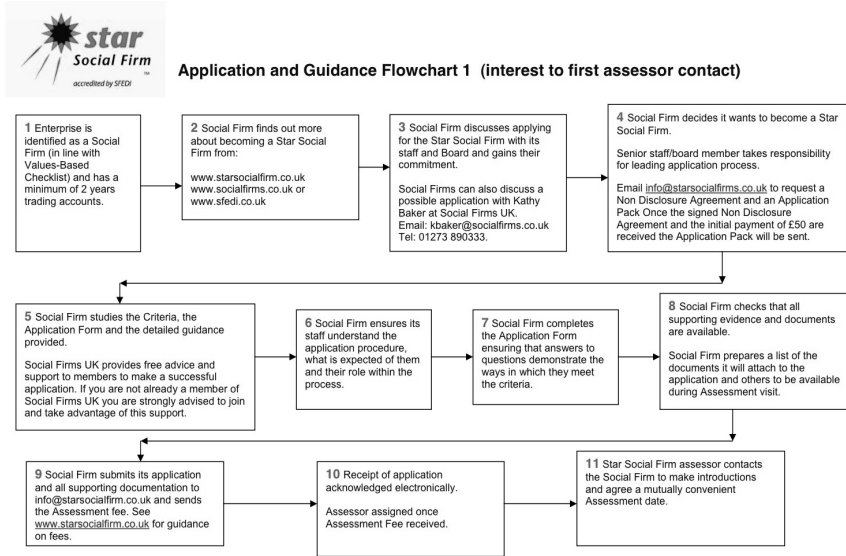 star
Social Firm
TM
accredited by SFEDI
Application and Guidance Flowchart 1 (interest to first assessor contact)
1 Enterprise is
identified as a Social
Firm (in line with
Values-Based
Checklist) and has a
minimum of 2 years
trading accounts.
2 Social Firm finds out more
about becoming a Star Social
Firm from:
www.starsocialfirm.co.uk
www.socialfirms.co.uk or
www.sfedi.co.uk
3 Social Firm discusses applying
for the Star Social Firm with its
staff and Board and gains their
commitment.
Social Firms can also discuss a
possible application with Kathy
Baker at Social Firms UK.
Email: kbaker@socialfirms.co.uk
Tel: 01273 890333.
4 Social Firm decides it wants to become a Star
Social Firm.
Senior staff/board member takes responsibility
for leading application process.
Email info@starsocialfirms.co.uk to request a
Non Disclosure Agreement and an Application
Pack Once the signed Non Disclosure
Agreement and the initial payment of £50 are
received the Application Pack will be sent.
5 Social Firm studies the Criteria, the
Application Form and the detailed guidance
provided.
Social Firms UK provides free advice and
support to members to make a successful
application. If you are not already a member of
Social Firms UK you are strongly advised to join
and take advantage of this support.
6 Social Firm ensures its
staff understand the
application procedure,
what is expected of them
and their role within the
process.
7 Social Firm completes
the Application Form
ensuring that answers to
questions demonstrate the
ways in which they meet
the criteria.
8 Social Firm checks that all
supporting evidence and documents
are available.
Social Firm prepares a list of the
documents it will attach to the
application and others to be available
during Assessment visit.
9 Social Firm submits its application
and all supporting documentation to
info@starsocialfirm.co.uk and sends
the Assessment fee. See
www.starsocialfirm.co.uk for guidance
on fees.
10 Receipt of application
acknowledged electronically.
Assessor assigned once
Assessment Fee received.
11 Star Social Firm assessor contacts
the Social Firm to make introductions
and agree a mutually convenient
Assessment date.